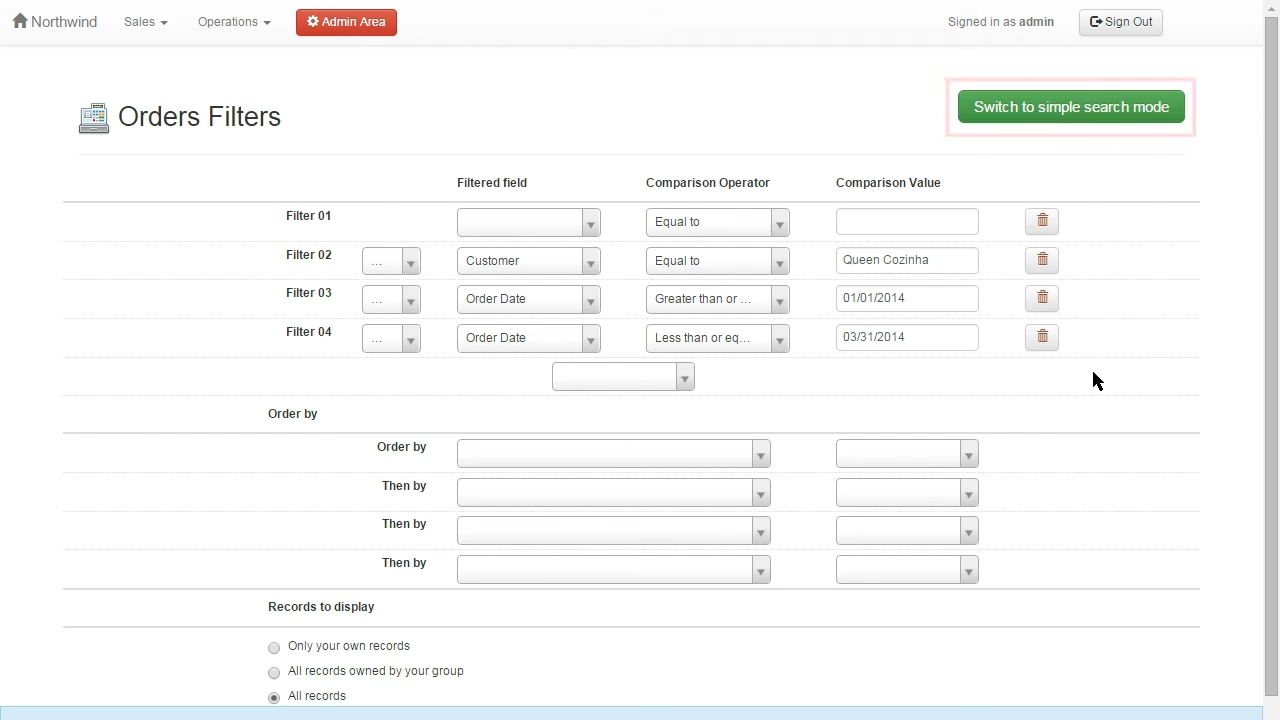 Northwind Sales Operations Admin Area Signed in as admin Sign Out
Orders Filters Switch to simple search mode
Filtered field Comparison Operator Comparison Value
Filter 01 Equal to
Filter 02 ... Customer Equal to Queen Cozinha
Filter 03 ... Order Date Greater than or ... 01/01/2014
Filter 04 ... Order Date Less than or eq... 03/31/2014
Order by
Order by
Then by
Then by
Then by
Records to display
Only your own records
All records owned by your group
All records